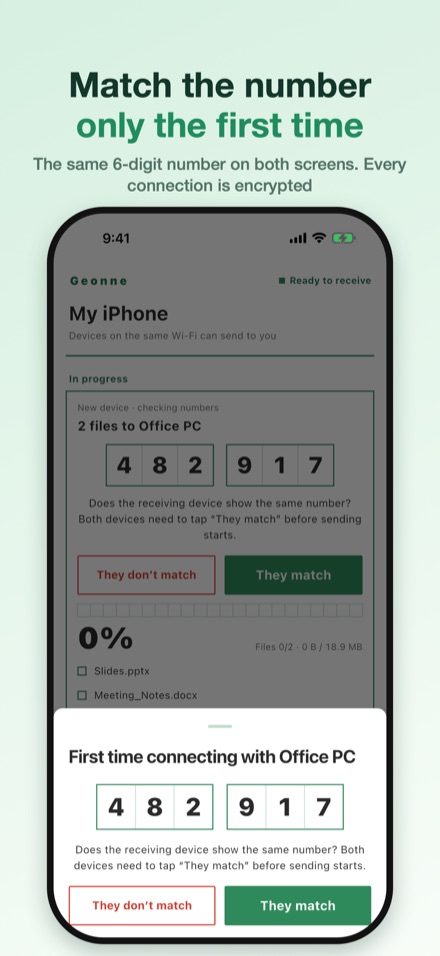 Match the number
only the first time
The same 6-digit number on both screens. Every
connection is encrypted
9:41
Geonne
Ready to receive
My iPhone
Devices on the same Wi-Fi can send to you
In progress
New device · checking numbers
2 files to Office PC
4 8 2 9 1 7
Does the receiving device show the same number?
Both devices need to tap “They match” before sending
starts.
They don’t match
They match
0%
Files 0/2 · 0 B / 18.9 MB
Slides.pptx
Meeting_Notes.docx
First time connecting with Office PC
4 8 2 9 1 7
Does the receiving device show the same number? Both
devices need to tap “They match” before sending starts.
They don’t match
They match